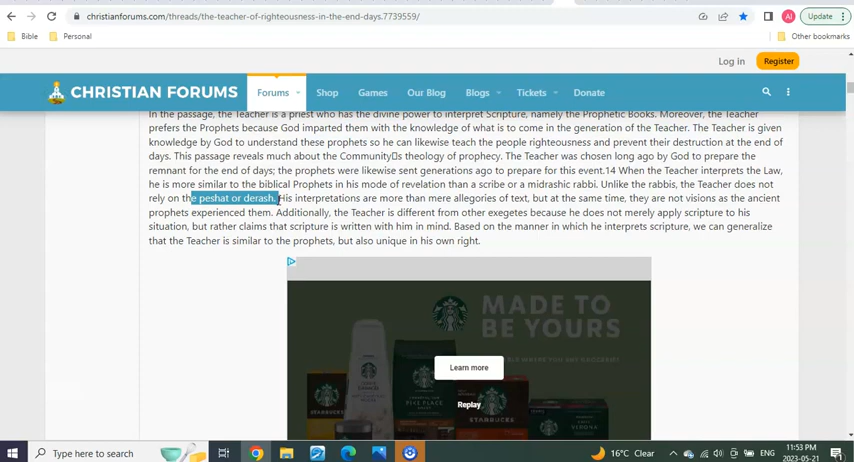 christianforums.com/threads/the-teacher-of-righteousness-in-the-end-days.7739559/
AI
Update
Bible
Personal
Other bookmarks
Log in
Register
CHRISTIAN FORUMS
Forums
Shop
Games
Our Blog
Blogs
Tickets
Donate
In the passage, the Teacher is a priest who has the divine power to interpret Scripture, namely the Prophetic Books. Moreover, the Teacher
prefers the Prophets because God imparted them with the knowledge of what is to come in the generation of the Teacher. The Teacher is given
knowledge by God to understand these prophets so he can likewise teach the people righteousness and prevent their destruction at the end of
days. This passage reveals much about the Community▯s theology of prophecy. The Teacher was chosen long ago by God to prepare the
remnant for the end of days; the prophets were likewise sent generations ago to prepare for this event.14 When the Teacher interprets the Law,
he is more similar to the biblical Prophets in his mode of revelation than a scribe or a midrashic rabbi. Unlike the rabbis, the Teacher does not
rely on the peshat or derash. His interpretations are more than mere allegories of text, but at the same time, they are not visions as the ancient
prophets experienced them. Additionally, the Teacher is different from other exegetes because he does not merely apply scripture to his
situation, but rather claims that scripture is written with him in mind. Based on the manner in which he interprets scripture, we can generalize
that the Teacher is similar to the prophets, but also unique in his own right.
MADE TO
BE YOURS
Learn more
Replay
STARBUCKS
Type here to search
16°C Clear
ENG
11:53 PM
2023-05-21